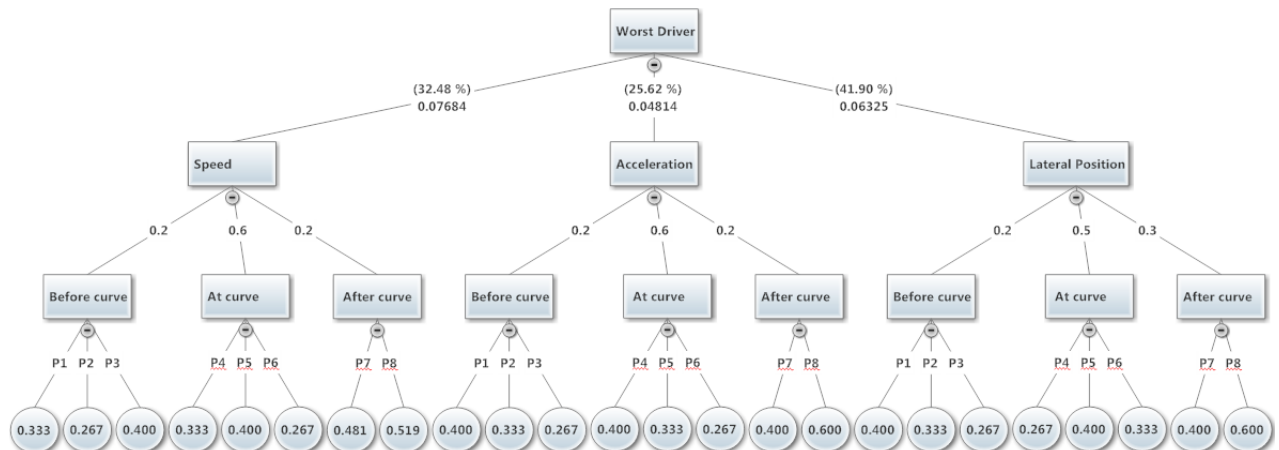 Worst Driver
(32.48 %) (25.62 %) (41.90 %)
0.07684 0.04814 0.06325
Speed Acceleration Lateral Position
0.2 0.6 0.2 0.2 0.6 0.2 0.2 0.5 0.3
Before curve At curve After curve Before curve At curve After curve Before curve At curve After curve
P1 P2 P3 P4 P5 P6 P7 P8 P1 P2 P3 P4 P5 P6 P7 P8 P1 P2 P3 P4 P5 P6 P7 P8
0.333 0.267 0.400 0.333 0.400 0.267 0.481 0.519 0.400 0.333 0.267 0.400 0.333 0.267 0.400 0.600 0.400 0.333 0.267 0.267 0.400 0.333 0.400 0.600